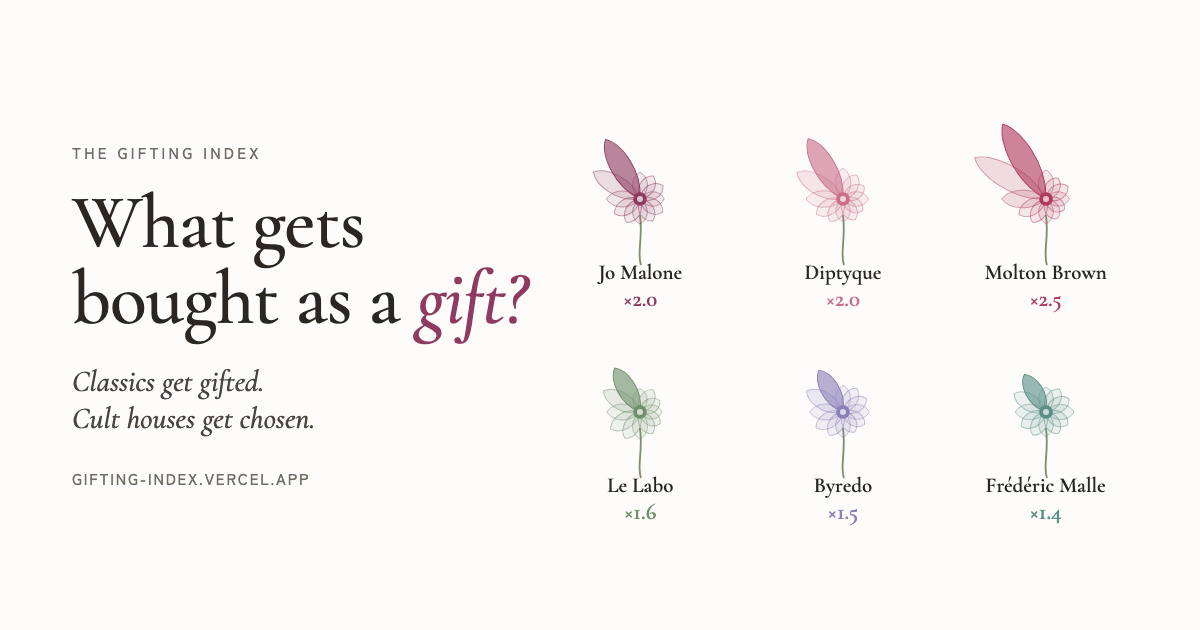 THE GIFTING INDEX
What gets
bought as a gift?
Classics get gifted.
Cult houses get chosen.
GIFTING-INDEX.VERCEL.APP
Jo Malone
×2.0
Diptyque
×2.0
Molton Brown
×2.5
Le Labo
×1.6
Byredo
×1.5
Frédéric Malle
×1.4